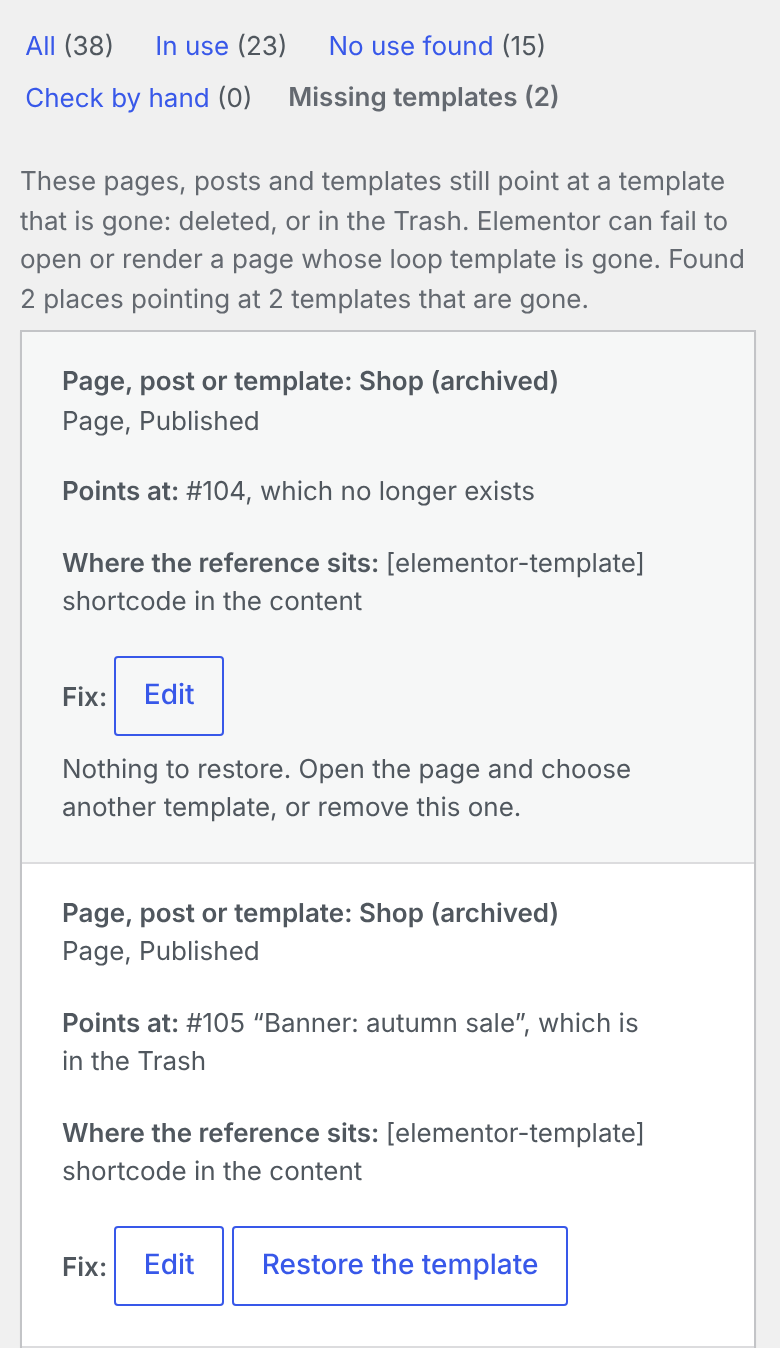 All (38) In use (23) No use found (15)
Check by hand (0) Missing templates (2)
These pages, posts and templates still point at a template
that is gone: deleted, or in the Trash. Elementor can fail to
open or render a page whose loop template is gone. Found
2 places pointing at 2 templates that are gone.
Page, post or template: Shop (archived)
Page, Published
Points at: #104, which no longer exists
Where the reference sits: [elementor-template]
shortcode in the content
Fix: Edit
Nothing to restore. Open the page and choose
another template, or remove this one.
Page, post or template: Shop (archived)
Page, Published
Points at: #105 “Banner: autumn sale”, which is
in the Trash
Where the reference sits: [elementor-template]
shortcode in the content
Fix: Edit Restore the template